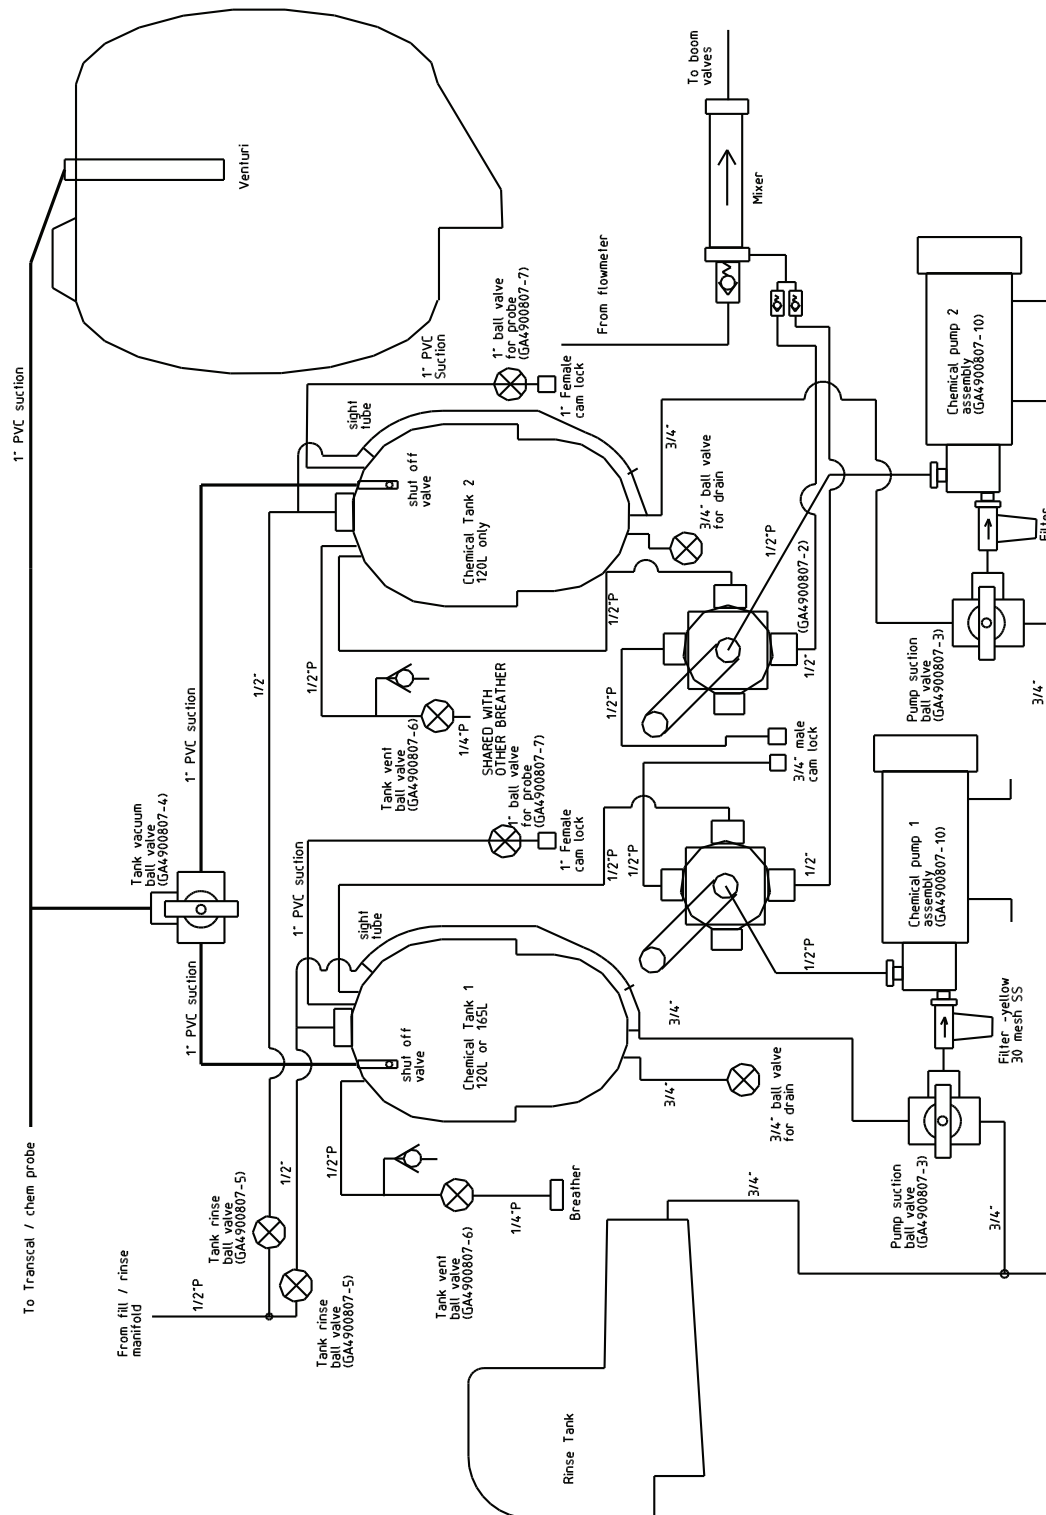 To Transcal / chem probe
1" PVC suction
Venturi
From fill / rinse
manifold
1/2"P
Tank rinse
ball valve
(GA4900807-5)
Tank rinse
ball valve
(GA4900807-5)
1/2"
1/2"
Tank vacuum
ball valve
(GA4900807-4)
1" PVC suction
1" PVC suction
1/2"P
Tank vent
ball valve
(GA4900807-6)
1/4"P
Breather
shut off
valve
Chemical Tank 1
120L or 165L
sight
tube
1" PVC suction
1" ball valve
for probe
(GA4900807-7)
1" Female
cam lock
1/2"P
Tank vent
ball valve
(GA4900807-6)
1/4"P
SHARED WITH
OTHER BREATHER
shut off
valve
Chemical Tank 2
120L only
sight
tube
1" PVC
Suction
1" ball valve
for probe
(GA4900807-7)
1" Female
cam lock
From flowmeter
To boom
valves
Mixer
3/4"
3/4" ball valve
for drain
1/2"P
1/2"P
1/2"P
(GA4900807-2)
1/2"
3/4" male
cam lock
1/2"P
1/2"P
1/2"
1/2"P
3/4"
3/4"
3/4" ball valve
for drain
Rinse Tank
3/4"
Pump suction
ball valve
(GA4900807-3)
3/4"
Filter -yellow
30 mesh SS
Chemical pump 1
assembly
(GA4900807-10)
Pump suction
ball valve
(GA4900807-3)
3/4"
Filter
Chemical pump 2
assembly
(GA4900807-10)